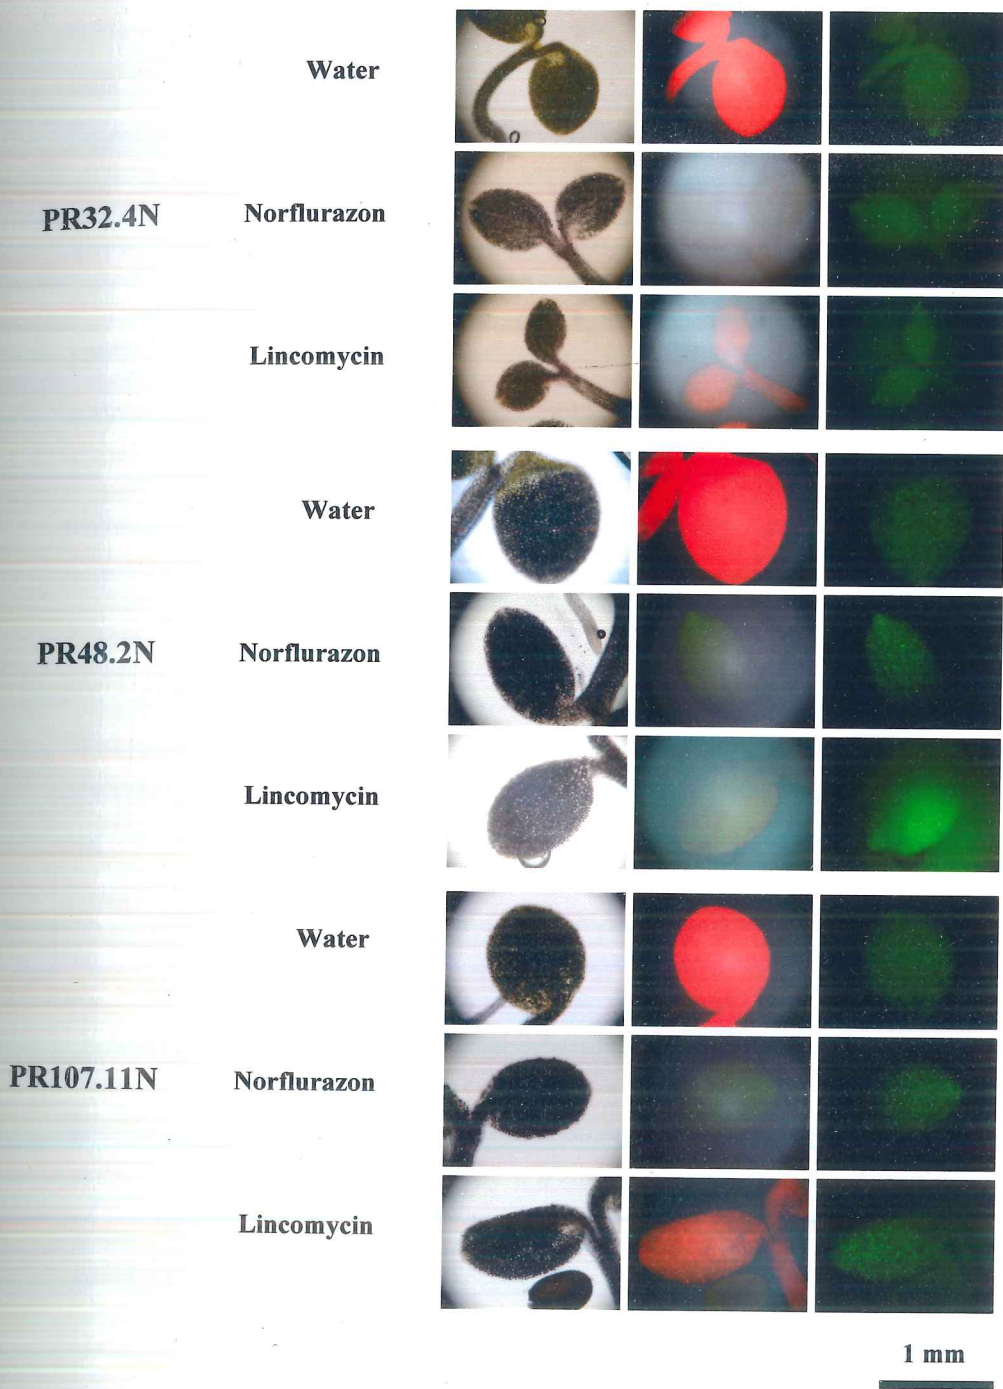 Water
PR32.4N Norflurazon
Lincomycin
Water
PR48.2N Norflurazon
Lincomycin
Water
PR107.11N Norflurazon
Lincomycin
1 mm